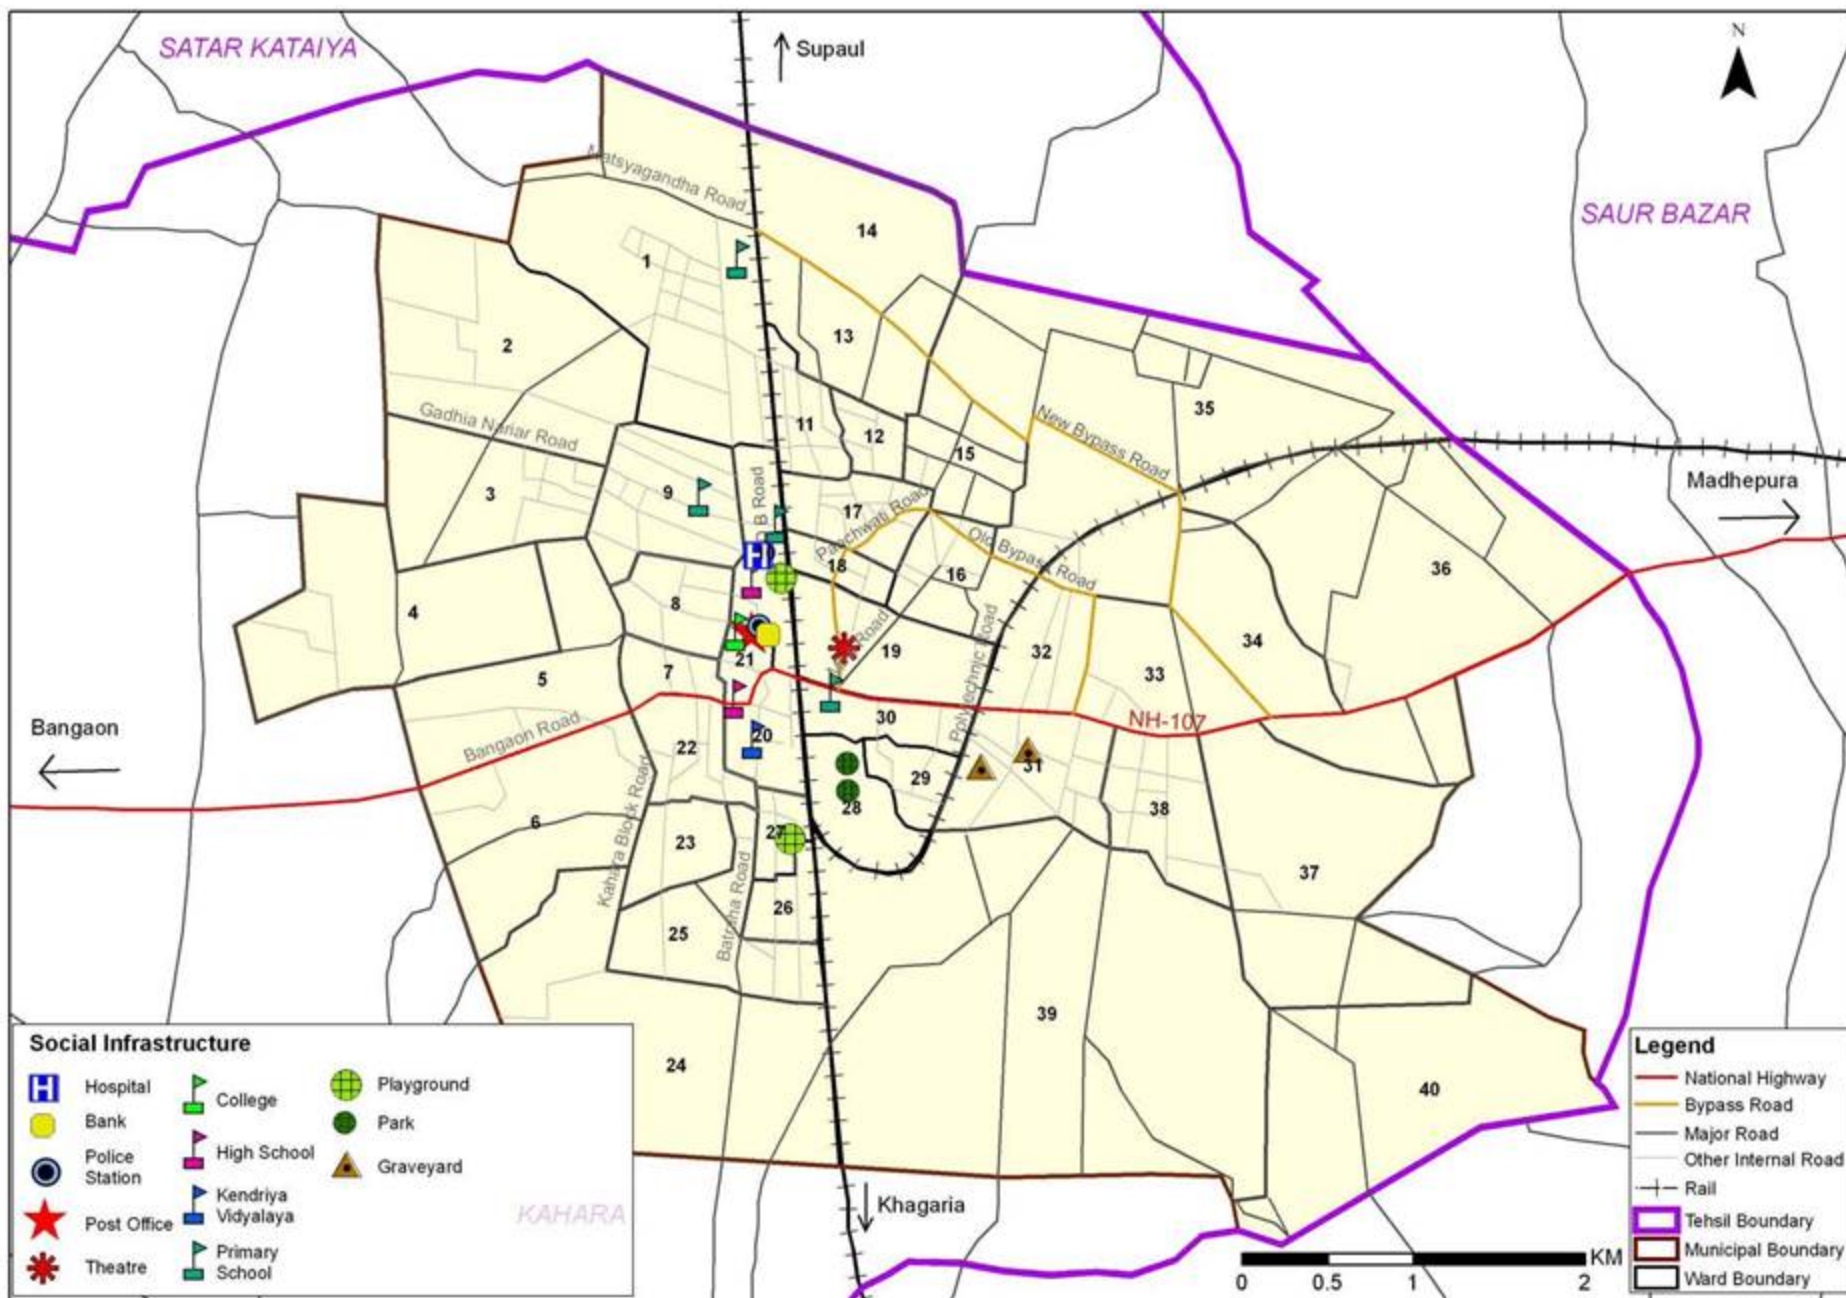 SATAR KATAIYA
Supaul
N
SAUR BAZAR
Matsyagandha Road
14
1
13
2
35
New Bypass Road
Gadhia Nariar Road
11
12
15
Madhepura
3
9
B Road
17
Panchwati Road
Old Bypass Road
36
18
16
4
8
Road
Polytechnic Road
34
19
32
21
7
33
5
30
NH-107
Bangaon
Bangaon Road
20
22
31
29
Kahara Block Road
28
38
6
27
23
37
Batraha Road
26
25
39
24
40
KAHARA
Khagaria
Social Infrastructure
Hospital
Bank
Police
Station
Post Office
Theatre
College
High School
Kendriya
Vidyalaya
Primary
School
Playground
Park
Graveyard
Legend
National Highway
Bypass Road
Major Road
Other Internal Road
Rail
Tehsil Boundary
Municipal Boundary
Ward Boundary
KM
0 0.5 1 2